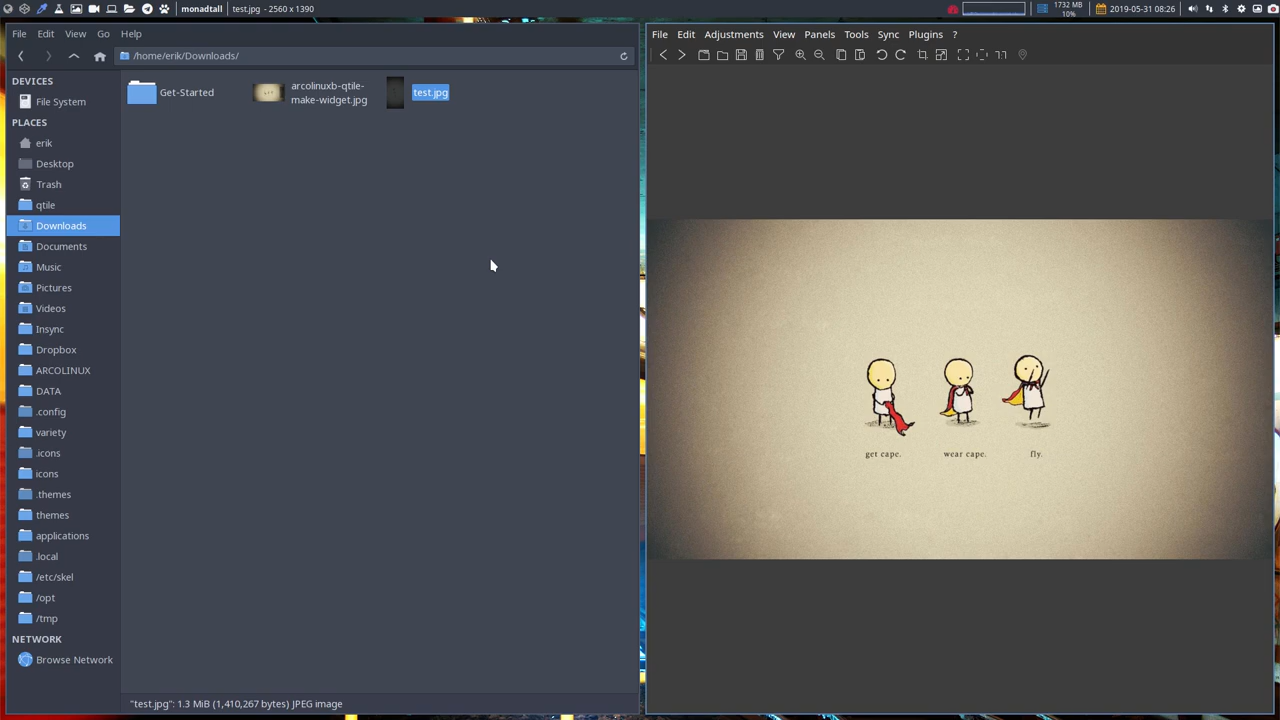 monadtall test.jpg - 2560 x 1390
1732 MB
10%
2019-05-31 08:26
File Edit View Go Help
/home/erik/Downloads/
DEVICES
File System
PLACES
erik
Desktop
Trash
qtile
Downloads
Documents
Music
Pictures
Videos
Insync
Dropbox
ARCOLINUX
DATA
.config
variety
.icons
icons
.themes
themes
applications
.local
/etc/skel
/opt
/tmp
NETWORK
Browse Network
Get-Started
arcolinuxb-qtile-
make-widget.jpg
test.jpg
"test.jpg": 1.3 MiB (1,410,267 bytes) JPEG image
File Edit Adjustments View Panels Tools Sync Plugins ?
get cape. wear cape. fly.